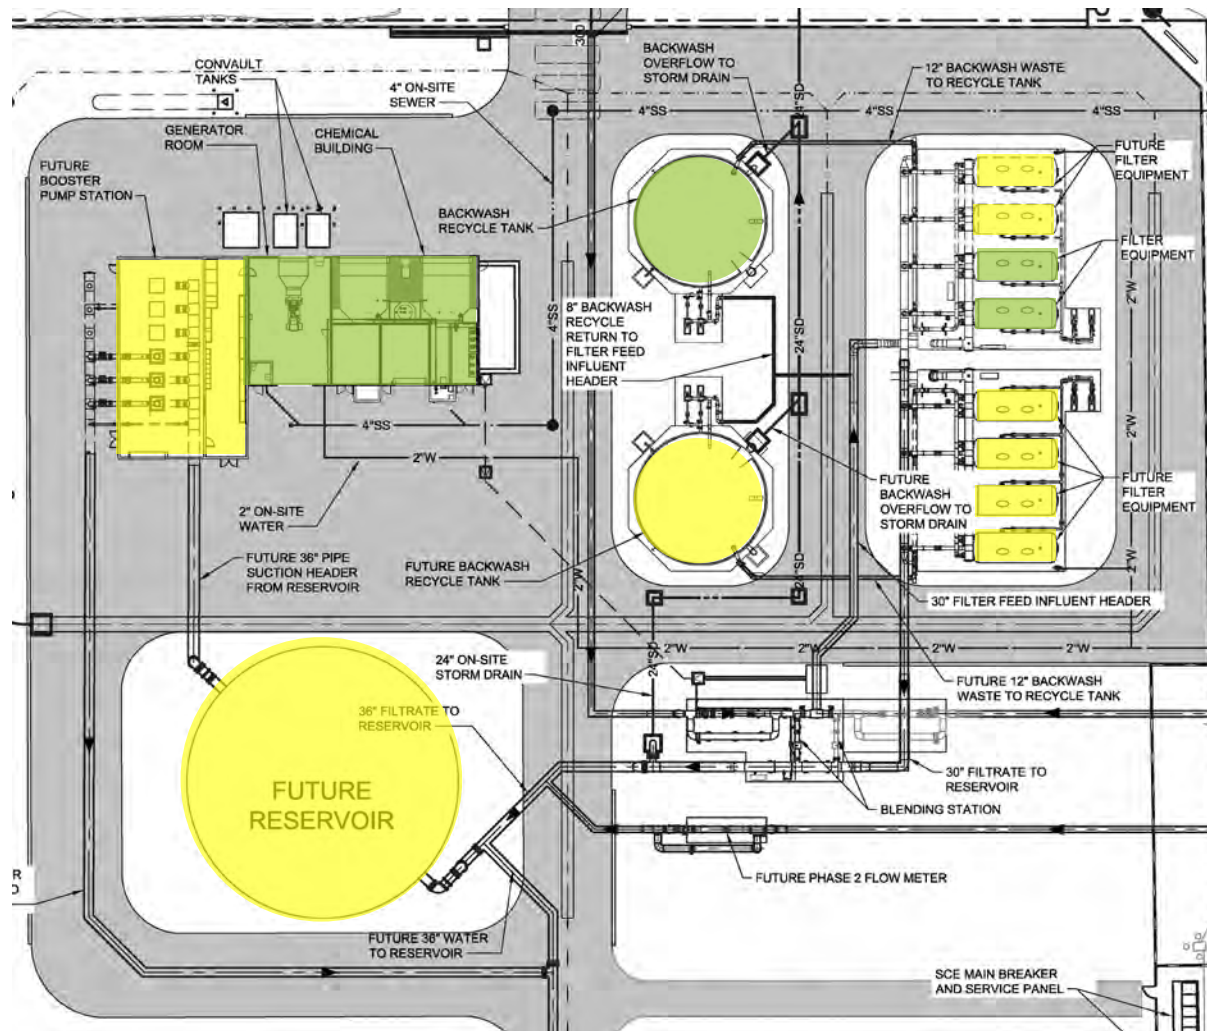 300
BACKWASH
OVERFLOW TO
STORM DRAIN
12" BACKWASH WASTE
TO RECYCLE TANK
CONVAULT
TANKS
4" ON-SITE
SEWER
4"SD
4"SS
4"SS
4"SS
GENERATOR
ROOM
CHEMICAL
BUILDING
FUTURE
BOOSTER
PUMP STATION
FUTURE
FILTER
EQUIPMENT
BACKWASH
RECYCLE TANK
FILTER
EQUIPMENT
8" BACKWASH
RECYCLE
RETURN TO
FILTER FEED
INFLUENT
HEADER
4"SS
24"SD
2"W
4"SS
2"W
2"W
2" ON-SITE
WATER
FUTURE
BACKWASH
OVERFLOW TO
STORM DRAIN
FUTURE
FILTER
EQUIPMENT
FUTURE 36" PIPE
SUCTION HEADER
FROM RESERVOIR
FUTURE BACKWASH
RECYCLE TANK
2"W
24"SD
2"W
30" FILTER FEED INFLUENT HEADER
2"W
2"W
2"W
2"W
24" ON-SITE
STORM DRAIN
24"SD
FUTURE 12" BACKWASH
WASTE TO RECYCLE TANK
36" FILTRATE TO
RESERVOIR
30" FILTRATE TO
RESERVOIR
FUTURE
RESERVOIR
BLENDING STATION
FUTURE PHASE 2 FLOW METER
FUTURE 36" WATER
TO RESERVOIR
SCE MAIN BREAKER
AND SERVICE PANEL